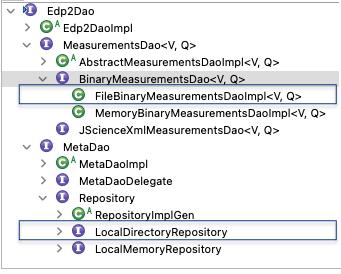 Edp2Dao
Edp2DaoImpl
MeasurementsDao<V, Q>
AbstractMeasurementsDaoImpl<V, Q>
BinaryMeasurementsDao<V, Q>
FileBinaryMeasurementsDaoImpl<V, Q>
MemoryBinaryMeasurementsDaoImpl<V, Q>
JScienceXmlMeasurementsDao<V, Q>
MetaDao
MetaDaoImpl
MetaDaoDelegate
Repository
RepositoryImplGen
LocalDirectoryRepository
LocalMemoryRepository